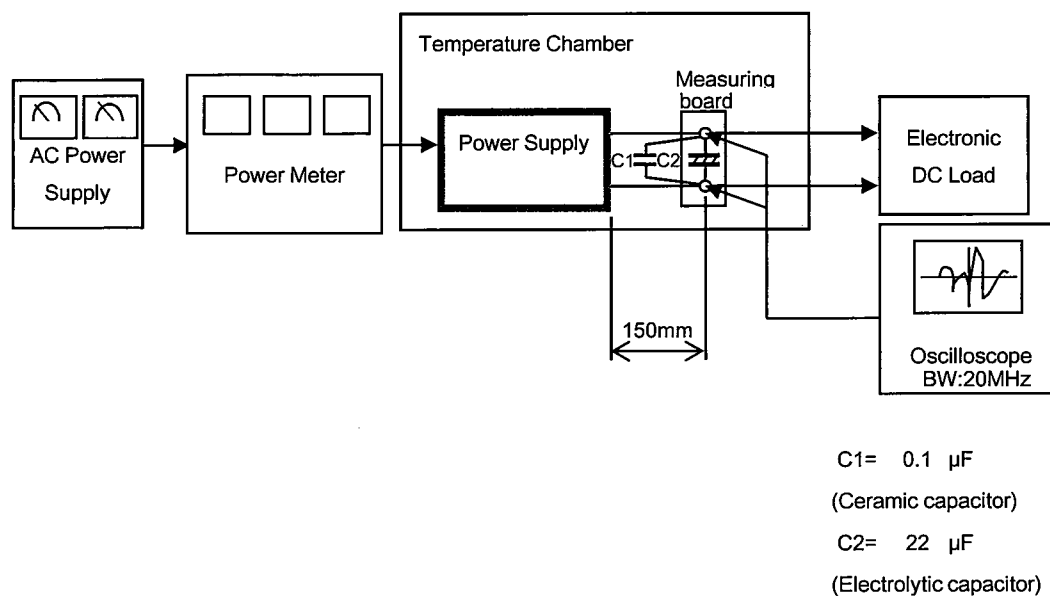 Temperature Chamber
Measuring
board
AC Power
Supply
Power Meter
Power Supply
C1
C2
Electronic
DC Load
150mm
Oscilloscope
BW:20MHz
C1= 0.1 µF
(Ceramic capacitor)
C2= 22 µF
(Electrolytic capacitor)